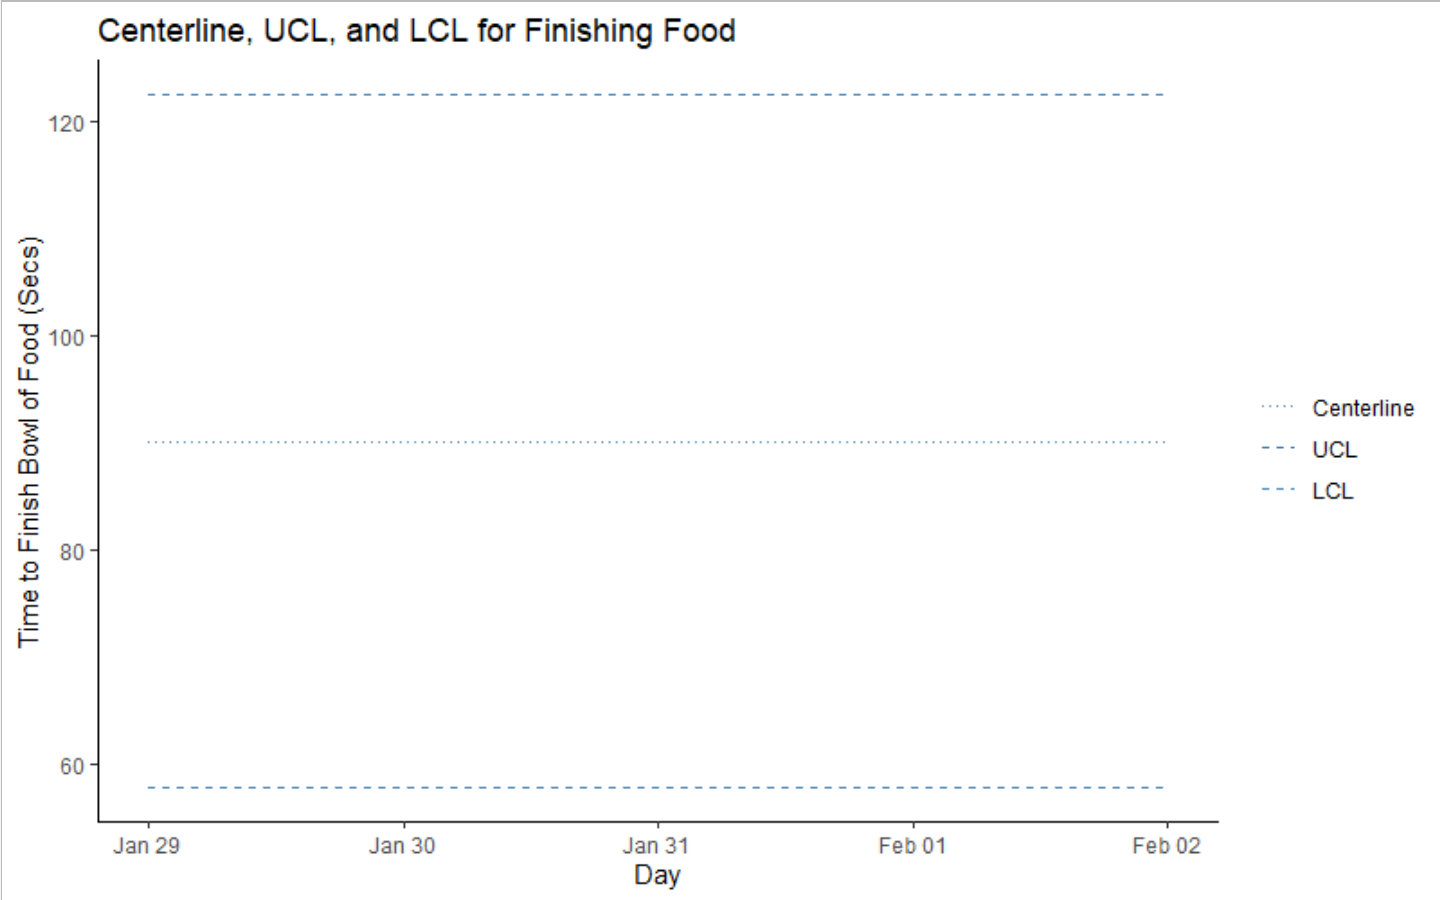 Centerline, UCL, and LCL for Finishing Food
Time to Finish Bowl of Food (Secs)
120
100
80
60
Jan 29
Jan 30
Jan 31
Feb 01
Feb 02
Day
Centerline
UCL
LCL